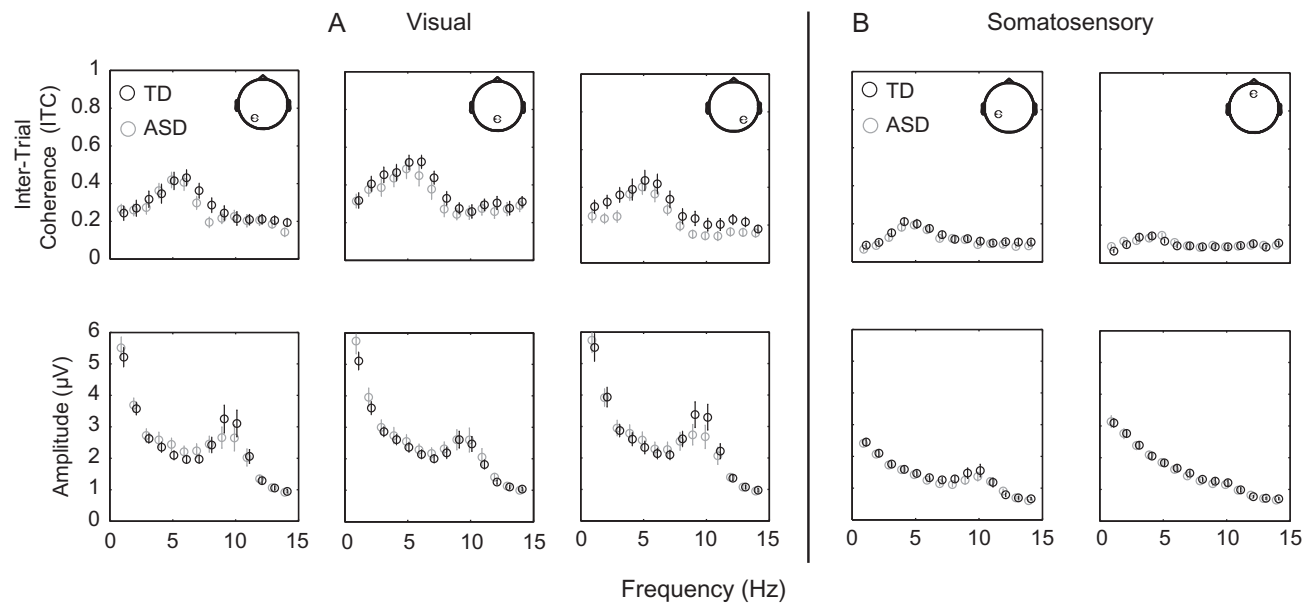 A Visual
B Somatosensory
Inter-Trial
Coherence (ITC)
1
0.8
0.6
0.4
0.2
0
TD
ASD
TD
ASD
Amplitude (µV)
6
5
4
3
2
1
0
0 5 10 15
0 5 10 15
0 5 10 15
0 5 10 15
0 5 10 15
Frequency (Hz)